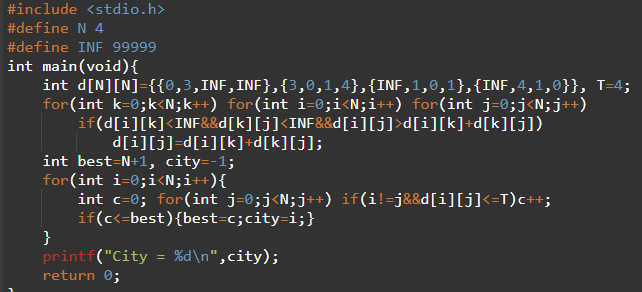 #include <stdio.h>
#define N 4
#define INF 99999
int main(void){
    int d[N][N]={{0,3,INF,INF},{3,0,1,4},{INF,1,0,1},{INF,4,1,0}}, T=4;
    for(int k=0;k<N;k++) for(int i=0;i<N;i++) for(int j=0;j<N;j++)
        if(d[i][k]<INF&&d[k][j]<INF&&d[i][j]>d[i][k]+d[k][j])
            d[i][j]=d[i][k]+d[k][j];
    int best=N+1, city=-1;
    for(int i=0;i<N;i++){
        int c=0; for(int j=0;j<N;j++) if(i!=j&&d[i][j]<=T)c++;
        if(c<=best){best=c;city=i;}
    }
    printf("City = %d\n",city);
    return 0;
}